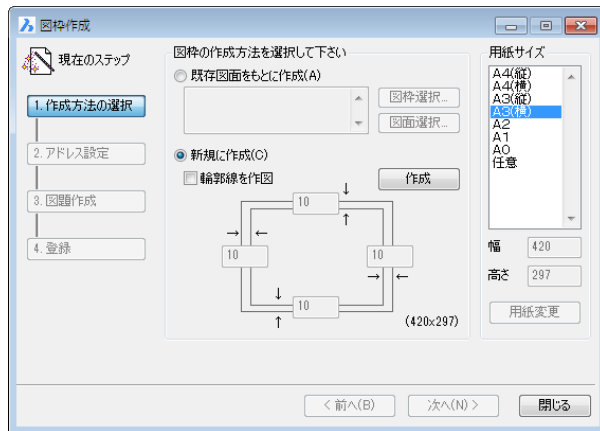 図枠作成
現在のステップ
1. 作成方法の選択
2. アドレス設定
3. 図題作成
4. 登録
図枠の作成方法を選択して下さい
既存図面をもとに作成(A)
図枠選択...
図面選択...
新規に作成(C)
輪郭線を作図
作成
10
→ ← ↓ ↑
10
10
10
(420x297)
用紙サイズ
A4(縦)
A4(横)
A3(縦)
A3(横)
A2
A1
A0
任意
幅 420
高さ 297
用紙変更
< 前へ(B)
次へ(N) >
閉じる